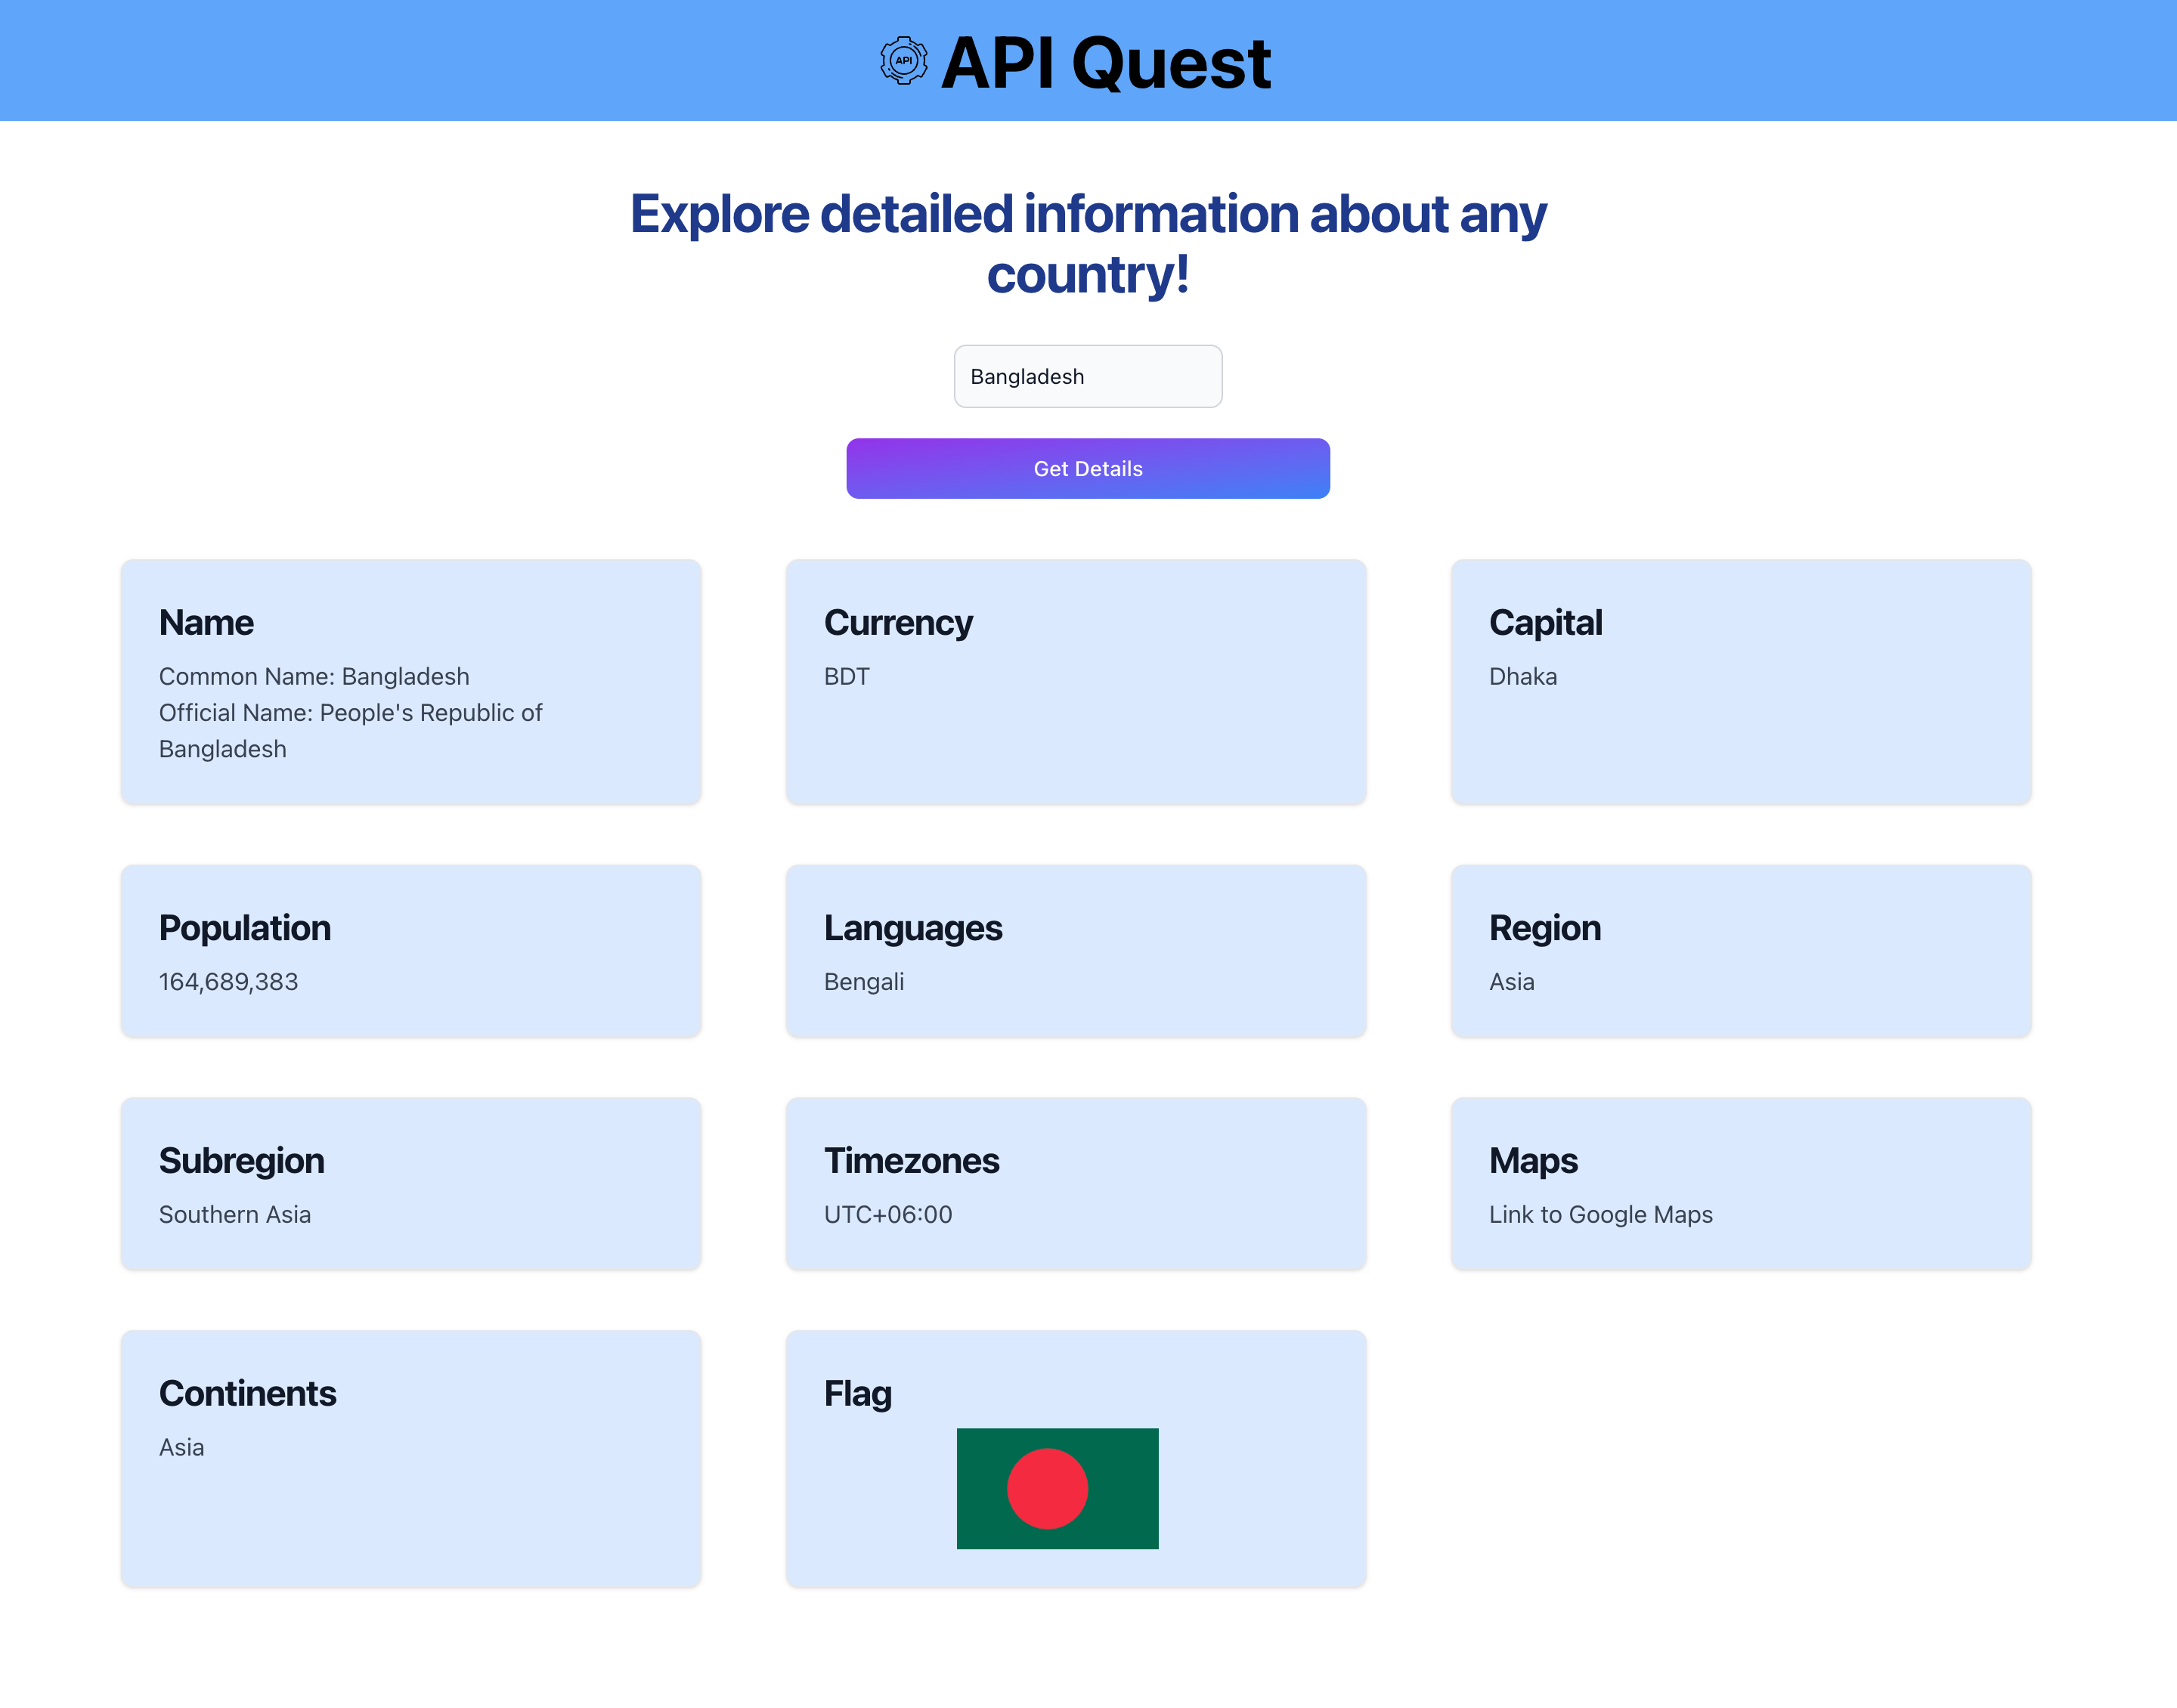 API
API Quest
Explore detailed information about any
country!
Bangladesh
Get Details
Name
Common Name: Bangladesh
Official Name: People's Republic of
Bangladesh
Currency
BDT
Capital
Dhaka
Population
164,689,383
Languages
Bengali
Region
Asia
Subregion
Southern Asia
Timezones
UTC+06:00
Maps
Link to Google Maps
Continents
Asia
Flag